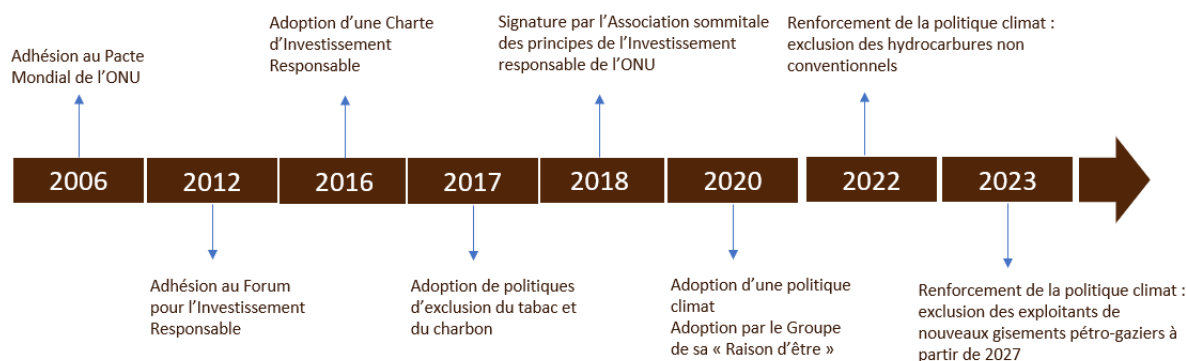 Adhésion au Pacte
Mondial de l’ONU
Adoption d’une Charte
d’Investissement
Responsable
Signature par l’Association sommitale
des principes de l’Investissement
responsable de l’ONU
Renforcement de la politique climat :
exclusion des hydrocarbures non
conventionnels
2006
2012
2016
2017
2018
2020
2022
2023
Adhésion au Forum
pour l’Investissement
Responsable
Adoption de politiques
d’exclusion du tabac et
du charbon
Adoption d’une politique
climat
Adoption par le Groupe
de sa « Raison d’être »
Renforcement de la politique climat :
exclusion des exploitants de
nouveaux gisements pétro-gaziers à
partir de 2027